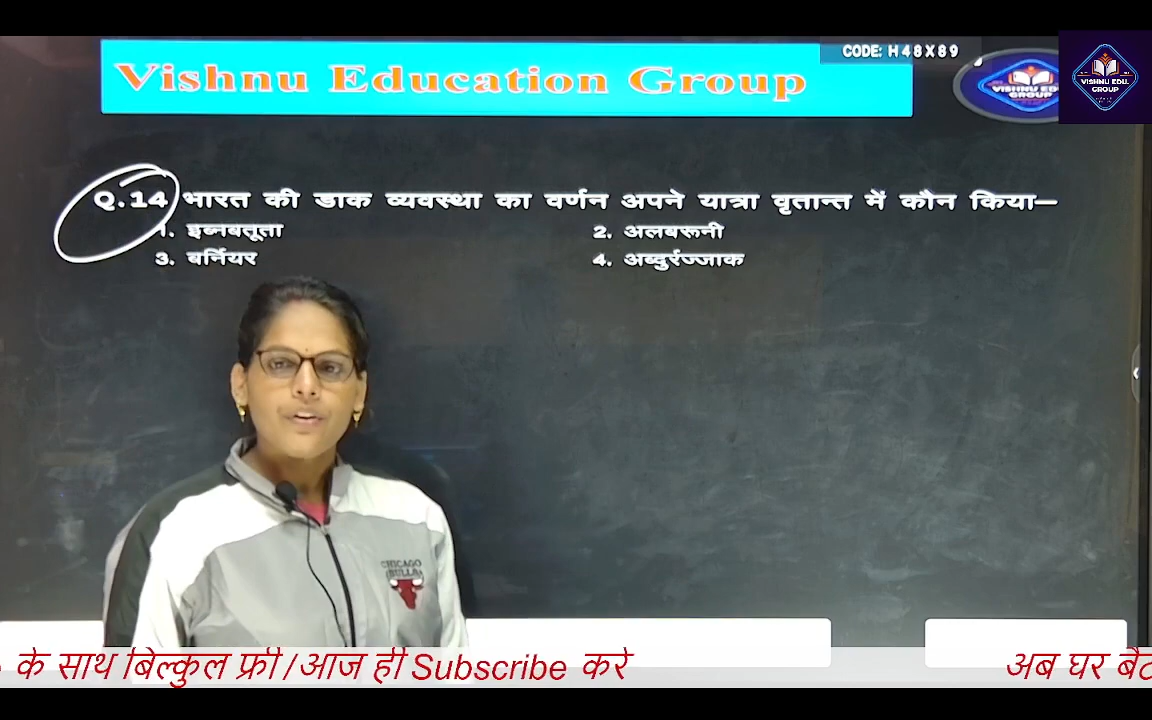 CODE: H48X89
Vishnu Education Group
VISHNU EDU. GROUP
Q.14 भारत की डाक व्यवस्था का वर्णन अपने यात्रा वृतान्त में कौन किया–
1. इब्नबतूता
2. अलबरूनी
3. बर्नियर
4. अब्दुर्रज्जाक
CHICAGO
BULLS
के साथ बिल्कुल फ्री/आज ही Subscribe करे
अब घर